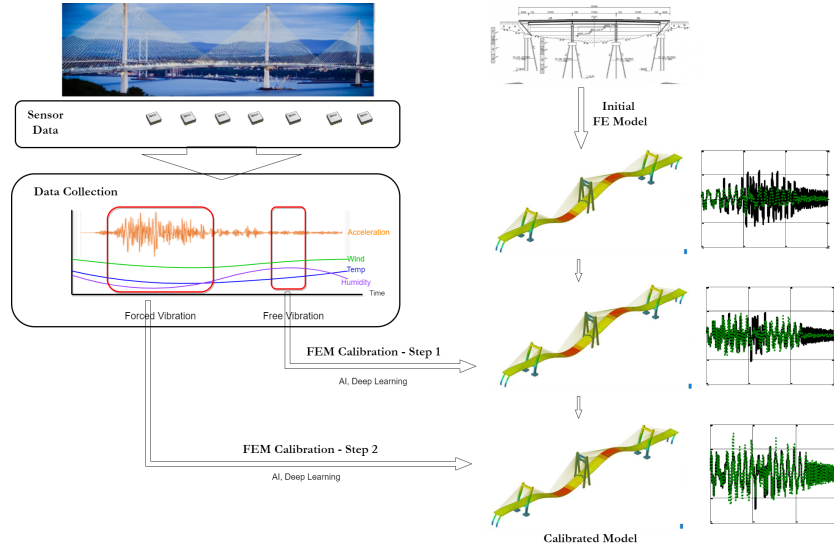 Sensor
Data
Initial
FE Model
Data Collection
Acceleration
Wind
Temp
Humidity
Time
Forced Vibration
Free Vibration
FEM Calibration - Step 1
AI, Deep Learning
FEM Calibration - Step 2
AI, Deep Learning
Calibrated Model